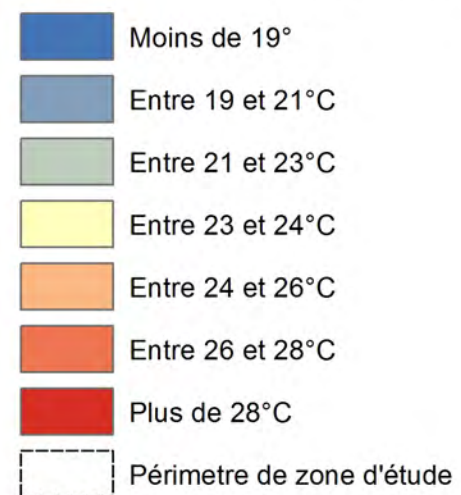 Moins de 19°
Entre 19 et 21°C
Entre 21 et 23°C
Entre 23 et 24°C
Entre 24 et 26°C
Entre 26 et 28°C
Plus de 28°C
Périmetre de zone d'étude